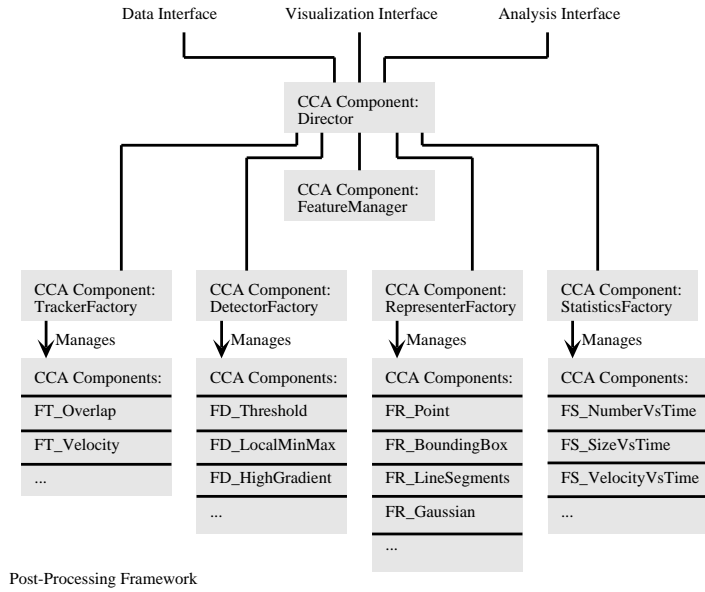 Data Interface
Visualization Interface
Analysis Interface
CCA Component:
Director
CCA Component:
FeatureManager
CCA Component:
TrackerFactory
CCA Component:
DetectorFactory
CCA Component:
RepresenterFactory
CCA Component:
StatisticsFactory
Manages
Manages
Manages
Manages
CCA Components:
FT_Overlap
FT_Velocity
...
CCA Components:
FD_Threshold
FD_LocalMinMax
FD_HighGradient
...
CCA Components:
FR_Point
FR_BoundingBox
FR_LineSegments
FR_Gaussian
...
CCA Components:
FS_NumberVsTime
FS_SizeVsTime
FS_VelocityVsTime
...
Post-Processing Framework